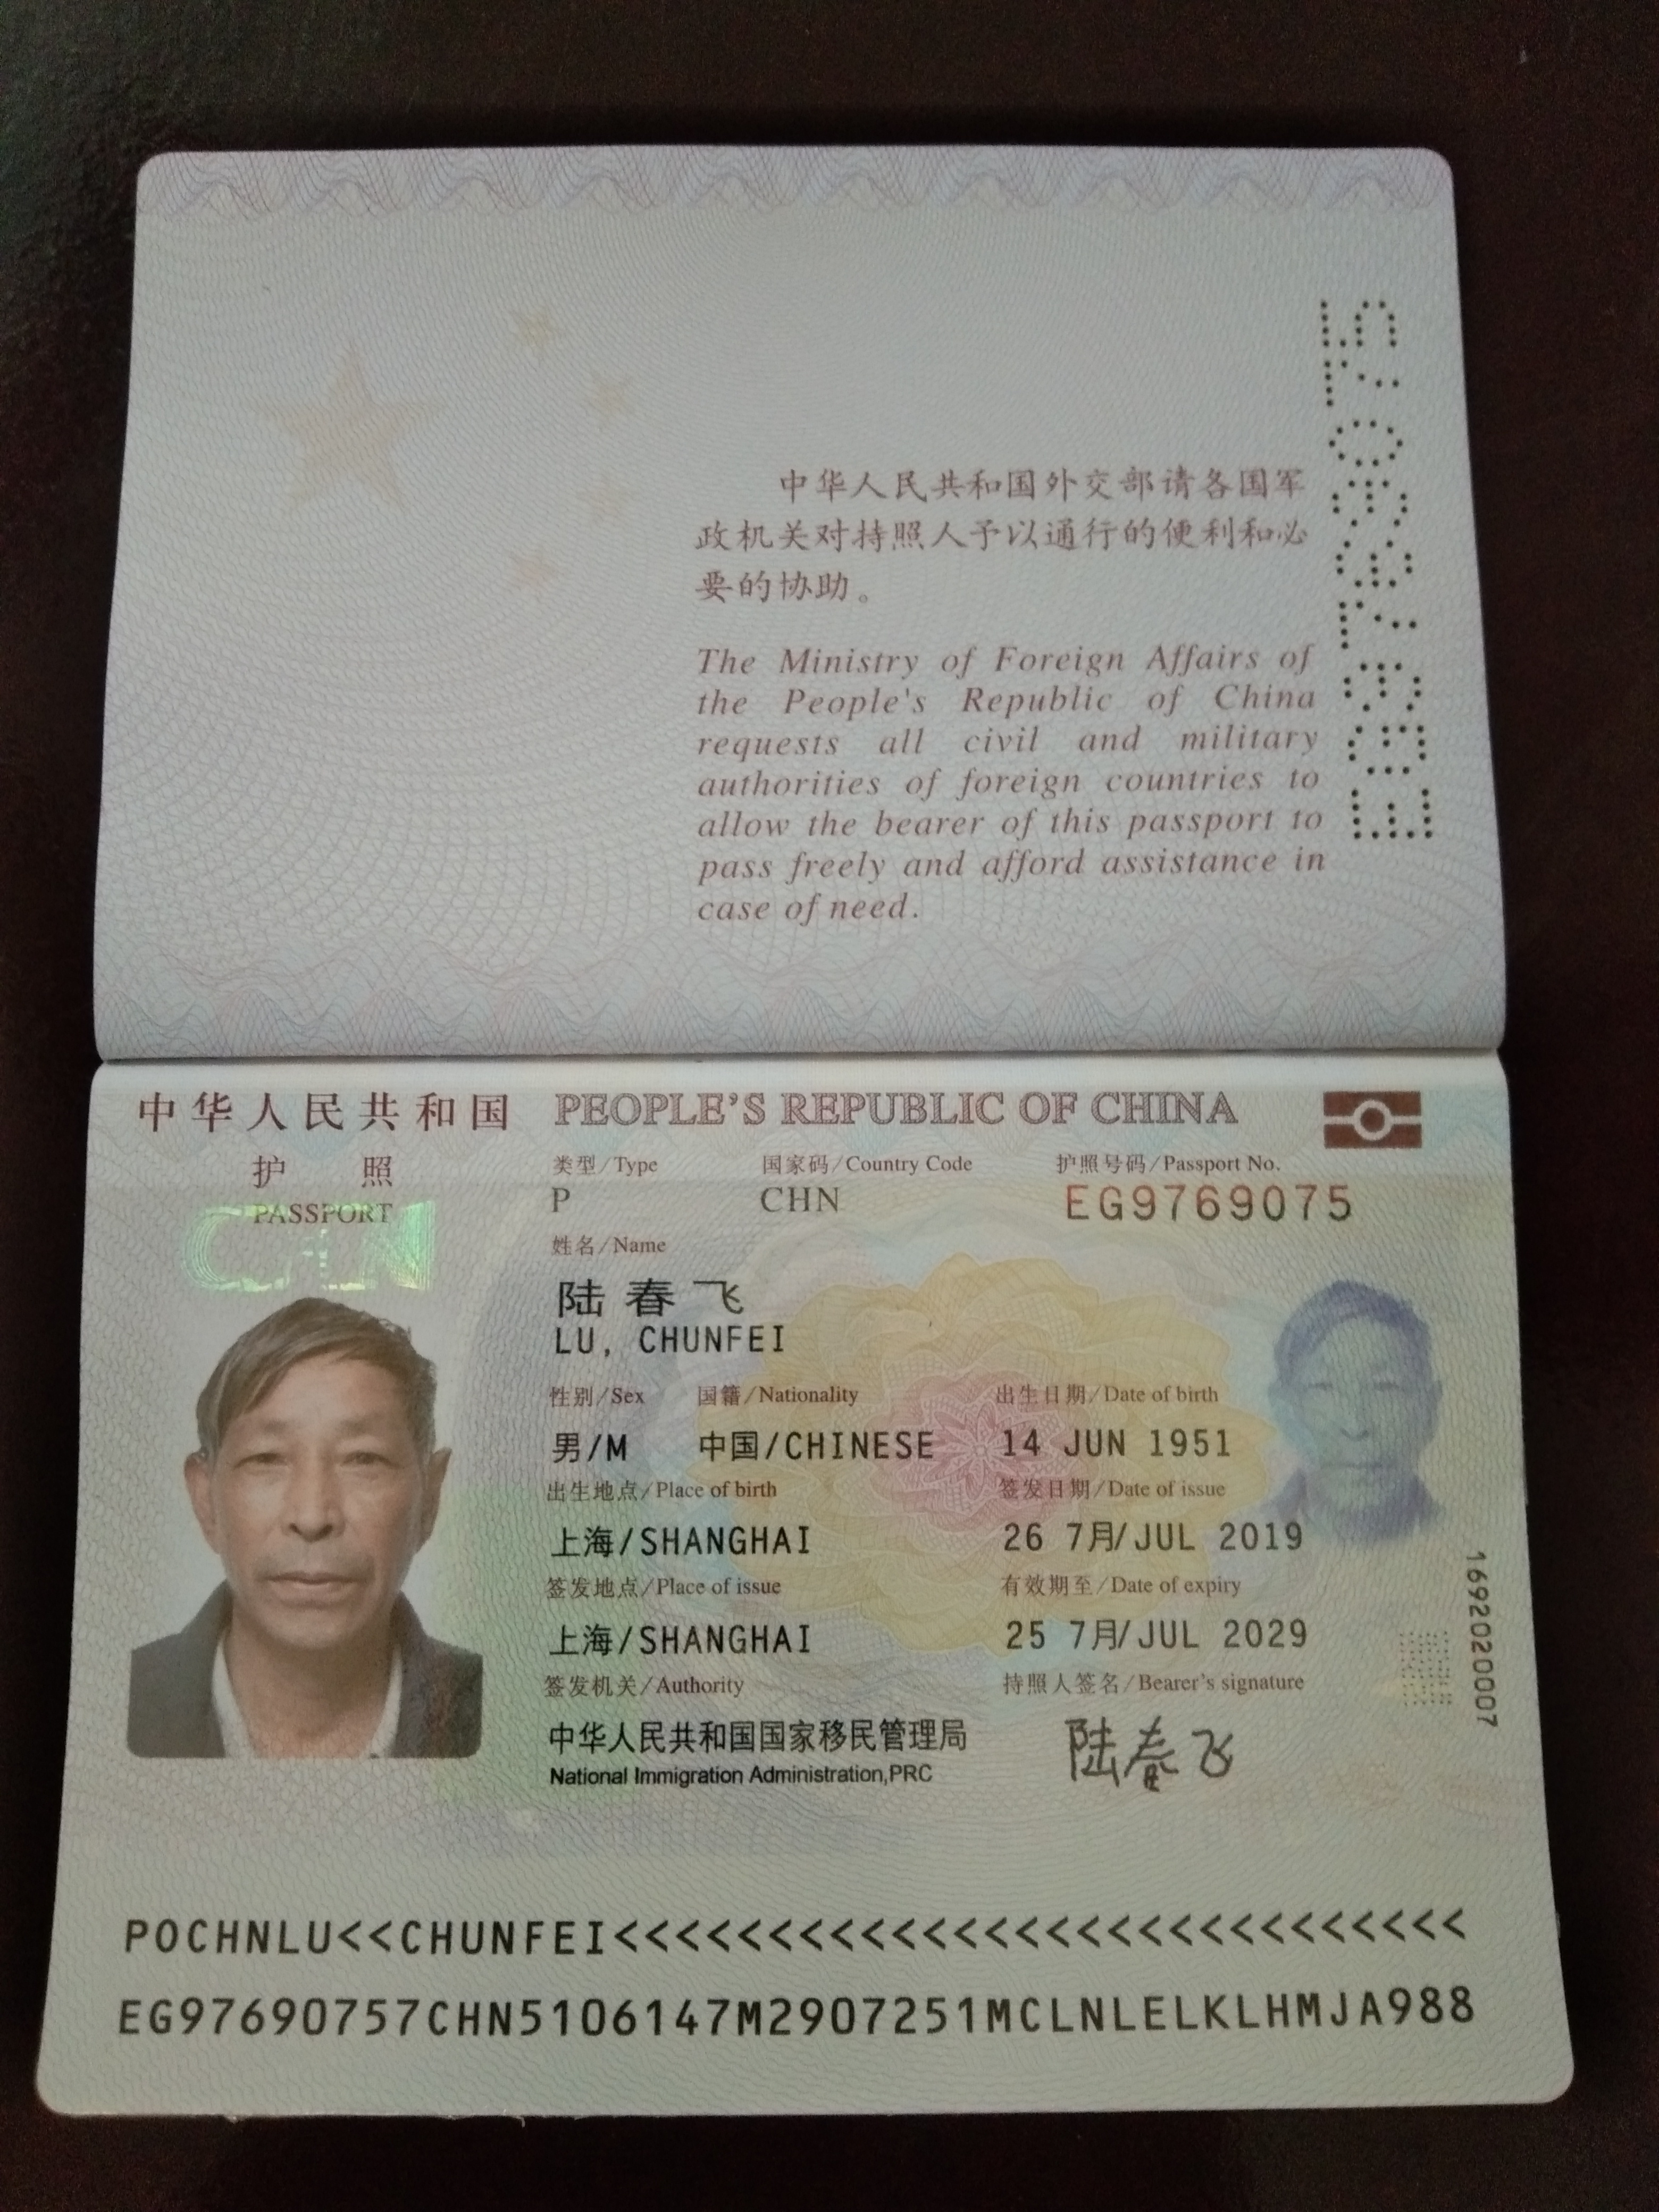 中华人民共和国外交部请各国军
政机关对持照人予以通行的便利和必
要的协助。
The Ministry of Foreign Affairs of
the People's Republic of China
requests all civil and military
authorities of foreign countries to
allow the bearer of this passport to
pass freely and afford assistance in
case of need.
EG9769075
中华人民共和国 PEOPLE'S REPUBLIC OF CHINA
护 照
PASSPORT
CHN
类型/Type 国家码/Country Code 护照号码/Passport No.
P CHN EG9769075
姓名/Name
陆春飞
LU, CHUNFEI
性别/Sex 国籍/Nationality 出生日期/Date of birth
男/M 中国/CHINESE 14 JUN 1951
出生地点/Place of birth 签发日期/Date of issue
上海/SHANGHAI 26 7月/JUL 2019
签发地点/Place of issue 有效期至/Date of expiry
上海/SHANGHAI 25 7月/JUL 2029
签发机关/Authority 持照人签名/Bearer's signature
中华人民共和国国家移民管理局 陆春飞
National Immigration Administration,PRC
1692020007
POCHNLU<<CHUNFEI<<<<<<<<<<<<<<<<<<<<<<<<<<<<
EG97690757CHN5106147M2907251MCLNLELKLHMJA988